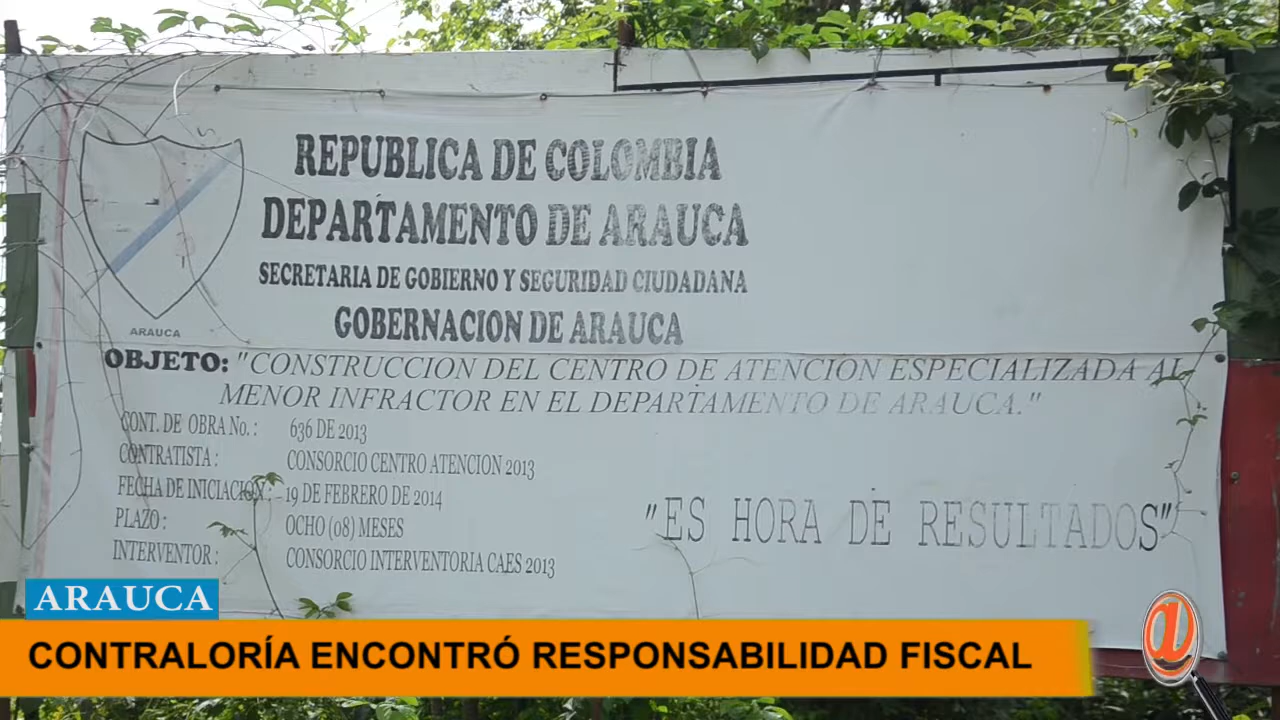 REPUBLICA DE COLOMBIA
DEPARTAMENTO DE ARAUCA
SECRETARIA DE GOBIERNO Y SEGURIDAD CIUDADANA
GOBERNACION DE ARAUCA
ARAUCA
OBJETO: "CONSTRUCCION DEL CENTRO DE ATENCION ESPECIALIZADA AL
MENOR INFRACTOR EN EL DEPARTAMENTO DE ARAUCA."
CONT. DE OBRA No. : 636 DE 2013
CONTRATISTA : CONSORCIO CENTRO ATENCION 2013
FECHA DE INICIACION : 19 DE FEBRERO DE 2014
PLAZO : OCHO (08) MESES
INTERVENTOR : CONSORCIO INTERVENTORIA CAES 2013
"ES HORA DE RESULTADOS"
ARAUCA
CONTRALORÍA ENCONTRÓ RESPONSABILIDAD FISCAL
@